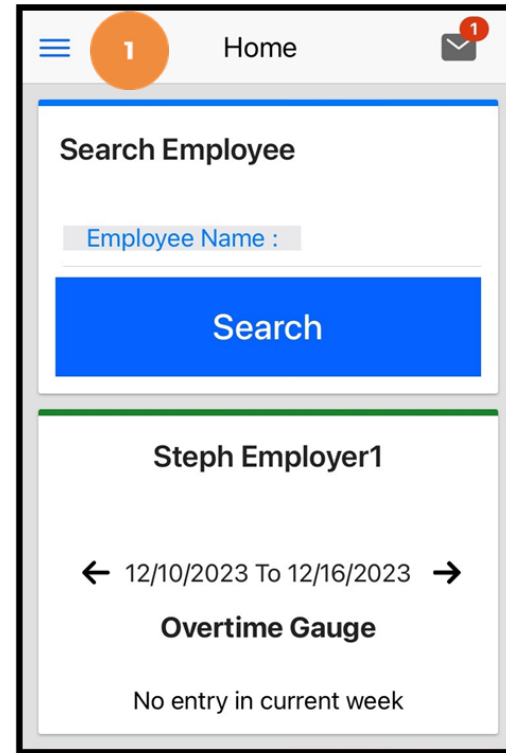 1
Home
1
Search Employee
Employee Name :
Search
Steph Employer1
12/10/2023 To 12/16/2023
Overtime Gauge
No entry in current week